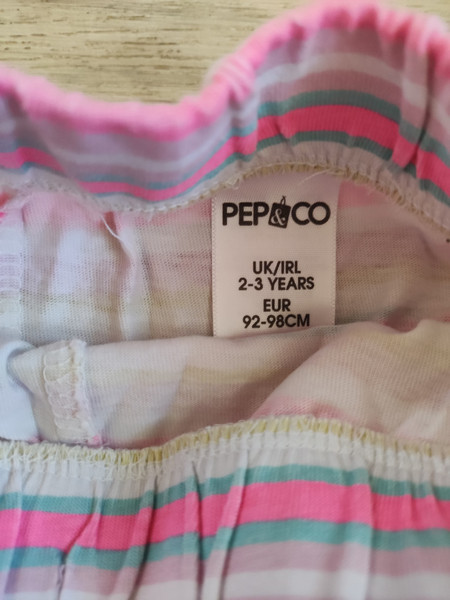 PEP&CO
UK/IRL
2-3 YEARS
EUR
92-98CM